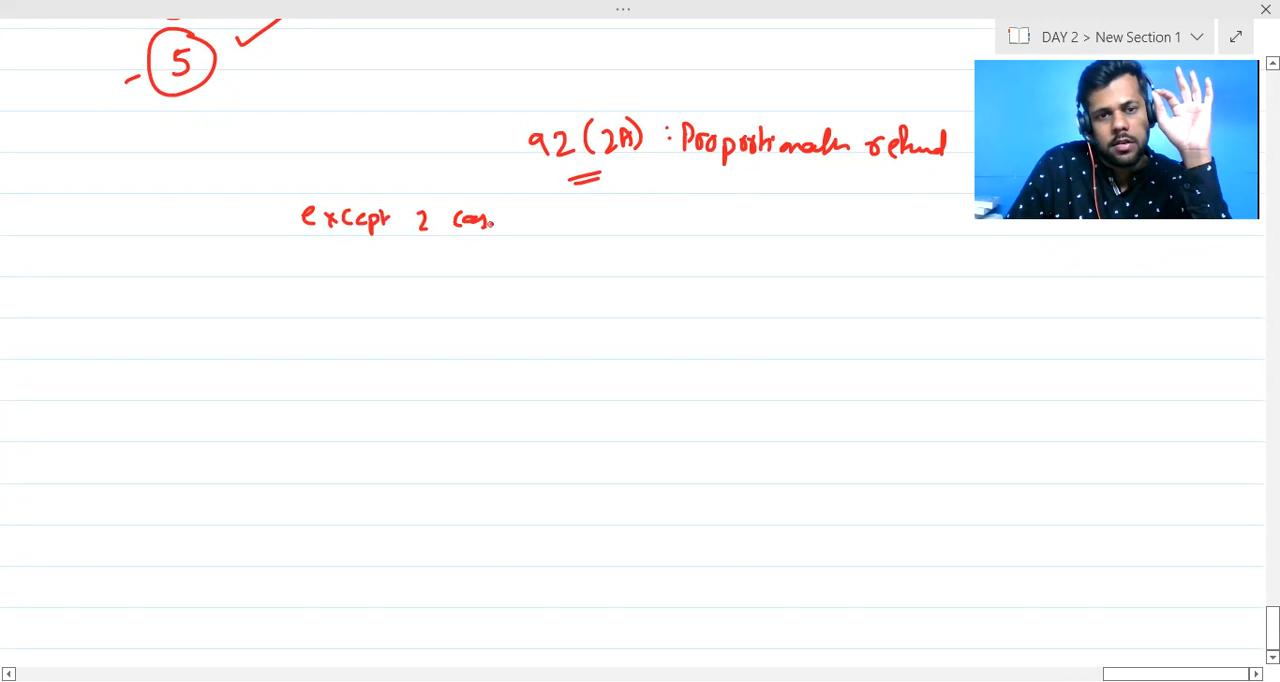 ...
DAY 2 > New Section 1
5
92(2A) : Proportionate refund
except 2 cas